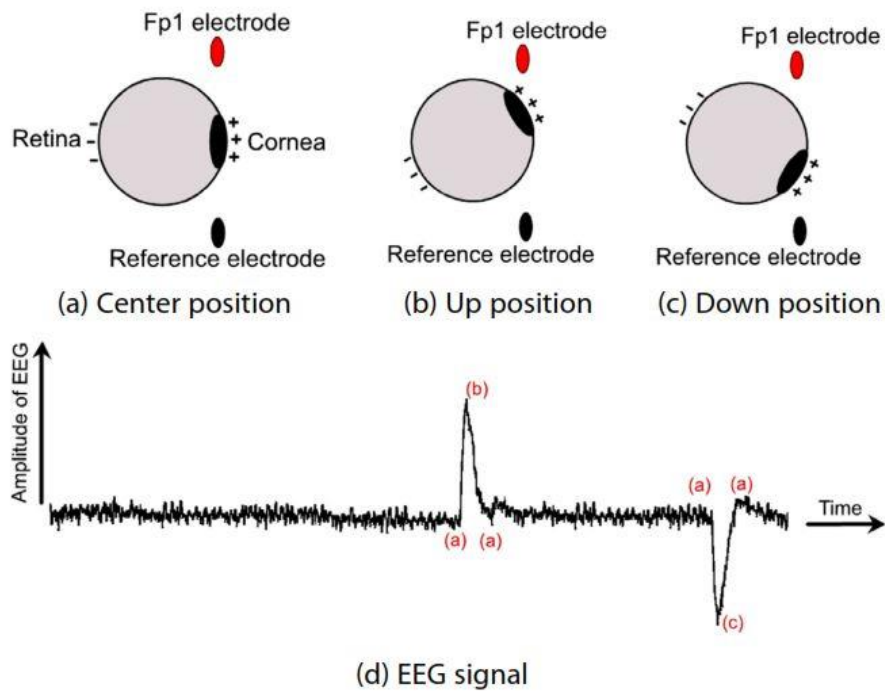 Fp1 electrode
Fp1 electrode
Fp1 electrode
Retina
Cornea
Reference electrode
Reference electrode
Reference electrode
(a) Center position
(b) Up position
(c) Down position
Amplitude of EEG
(b)
(a)
(a)
(a)
(a)
Time
(c)
(d) EEG signal